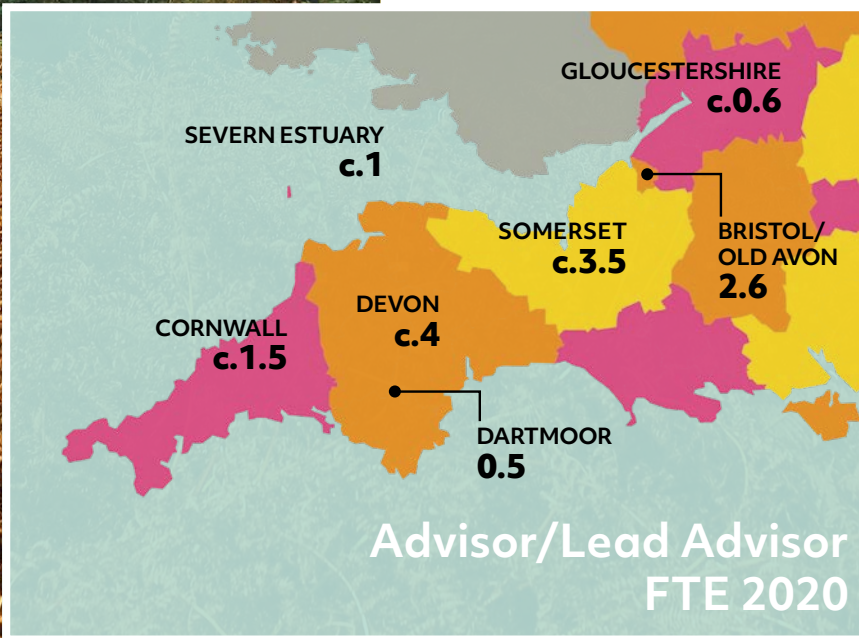 GLOUCESTERSHIRE
c.0.6
SEVERN ESTUARY
c.1
SOMERSET
c.3.5
BRISTOL/
OLD AVON
2.6
DEVON
c.4
CORNWALL
c.1.5
DARTMOOR
0.5
Advisor/Lead Advisor
FTE 2020